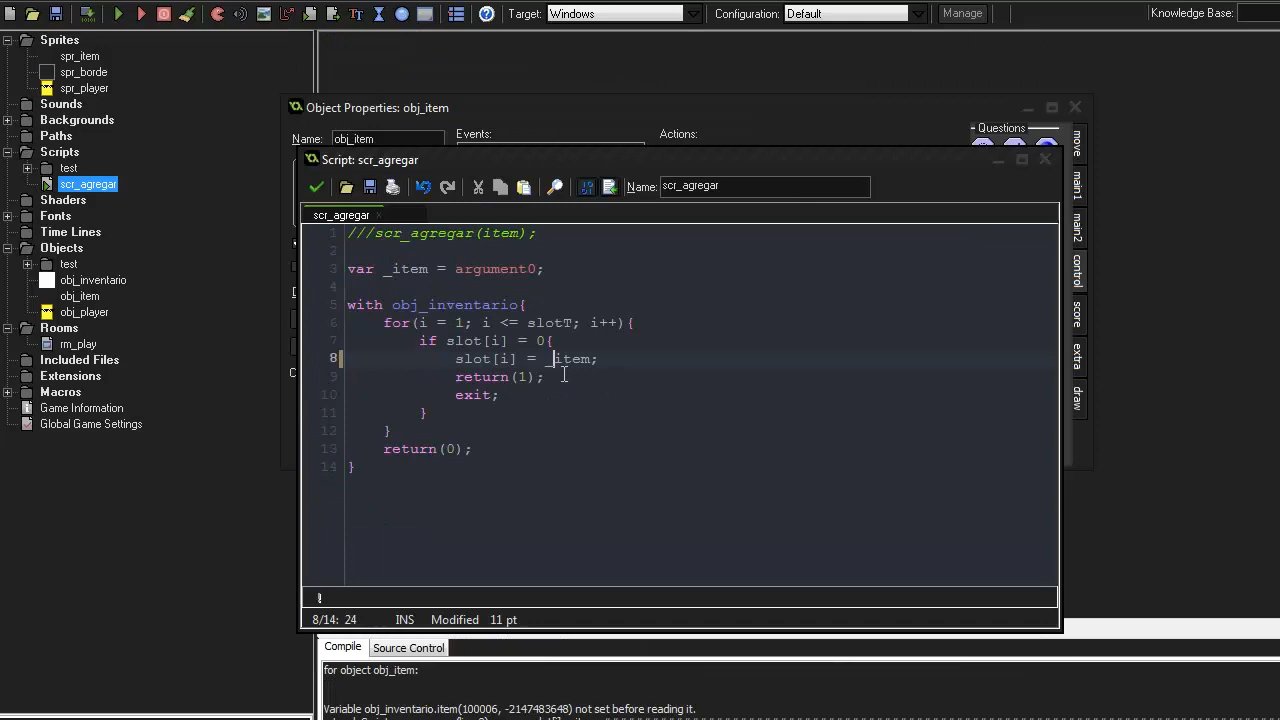 Target: Windows Configuration: Default Manage Knowledge Base:
Sprites
spr_item
spr_borde
spr_player
Sounds
Backgrounds
Paths
Scripts
test
scr_agregar
Shaders
Fonts
Time Lines
Objects
test
obj_inventario
obj_item
obj_player
Rooms
rm_play
Included Files
Extensions
Macros
Game Information
Global Game Settings
Object Properties: obj_item
Name: obj_item Events: Actions: Questions
move
main1
main2
control
score
extra
draw
Script: scr_agregar
Name: scr_agregar
scr_agregar
1 ///scr_agregar(item);
2
3 var _item = argument0;
4
5 with obj_inventario{
6 for(i = 1; i <= slotT; i++){
7 if slot[i] = 0{
8 slot[i] = _item;
9 return(1);
10 exit;
11 }
12 }
13 return(0);
14 }
8/14: 24 INS Modified 11 pt
Compile Source Control
for object obj_item:
Variable obj_inventario.item(100006, -2147483648) not set before reading it.